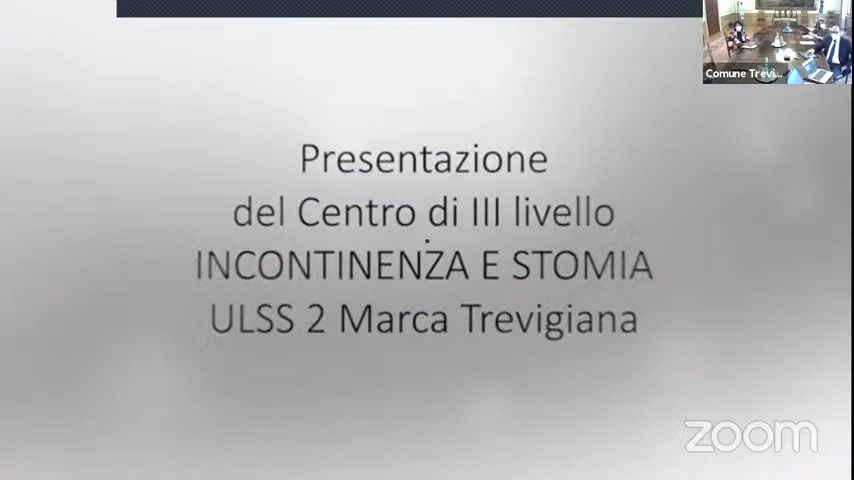 Comune Trevi...
Presentazione
del Centro di III livello
INCONTINENZA E STOMIA
ULSS 2 Marca Trevigiana
zoom